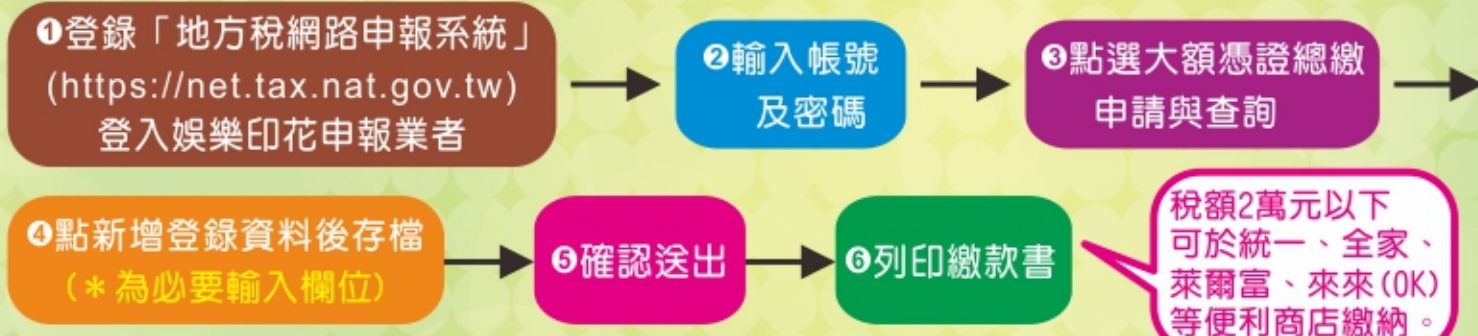 ❶登錄「地方稅網路申報系統」
(https://net.tax.nat.gov.tw)
登入娛樂印花申報業者
❷輸入帳號
及密碼
❸點選大額憑證總繳
申請與查詢
❹點新增登錄資料後存檔
(＊為必要輸入欄位)
❺確認送出
❻列印繳款書
稅額2萬元以下
可於統一、全家、
萊爾富、來來(OK)
等便利商店繳納。